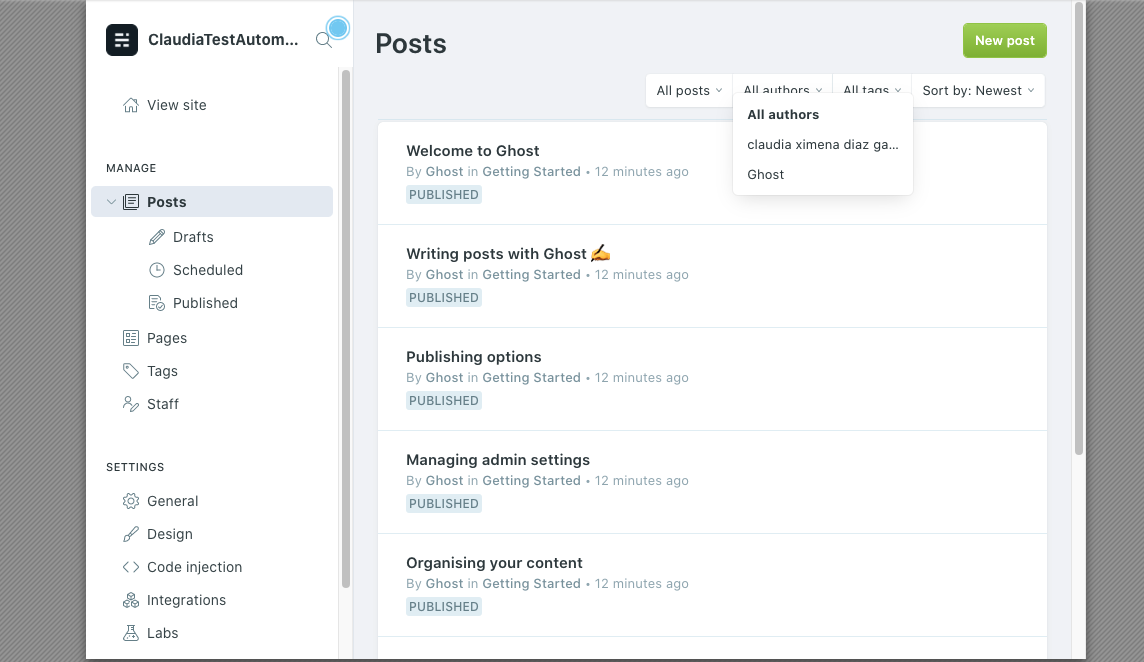 ClaudiaTestAutom...
View site
MANAGE
Posts
Drafts
Scheduled
Published
Pages
Tags
Staff
SETTINGS
General
Design
Code injection
Integrations
Labs
Posts
New post
All posts
All authors
All tags
Sort by: Newest
All authors
claudia ximena diaz ga...
Ghost
Welcome to Ghost
By Ghost in Getting Started • 12 minutes ago
PUBLISHED
Writing posts with Ghost ✍️
By Ghost in Getting Started • 12 minutes ago
PUBLISHED
Publishing options
By Ghost in Getting Started • 12 minutes ago
PUBLISHED
Managing admin settings
By Ghost in Getting Started • 12 minutes ago
PUBLISHED
Organising your content
By Ghost in Getting Started • 12 minutes ago
PUBLISHED